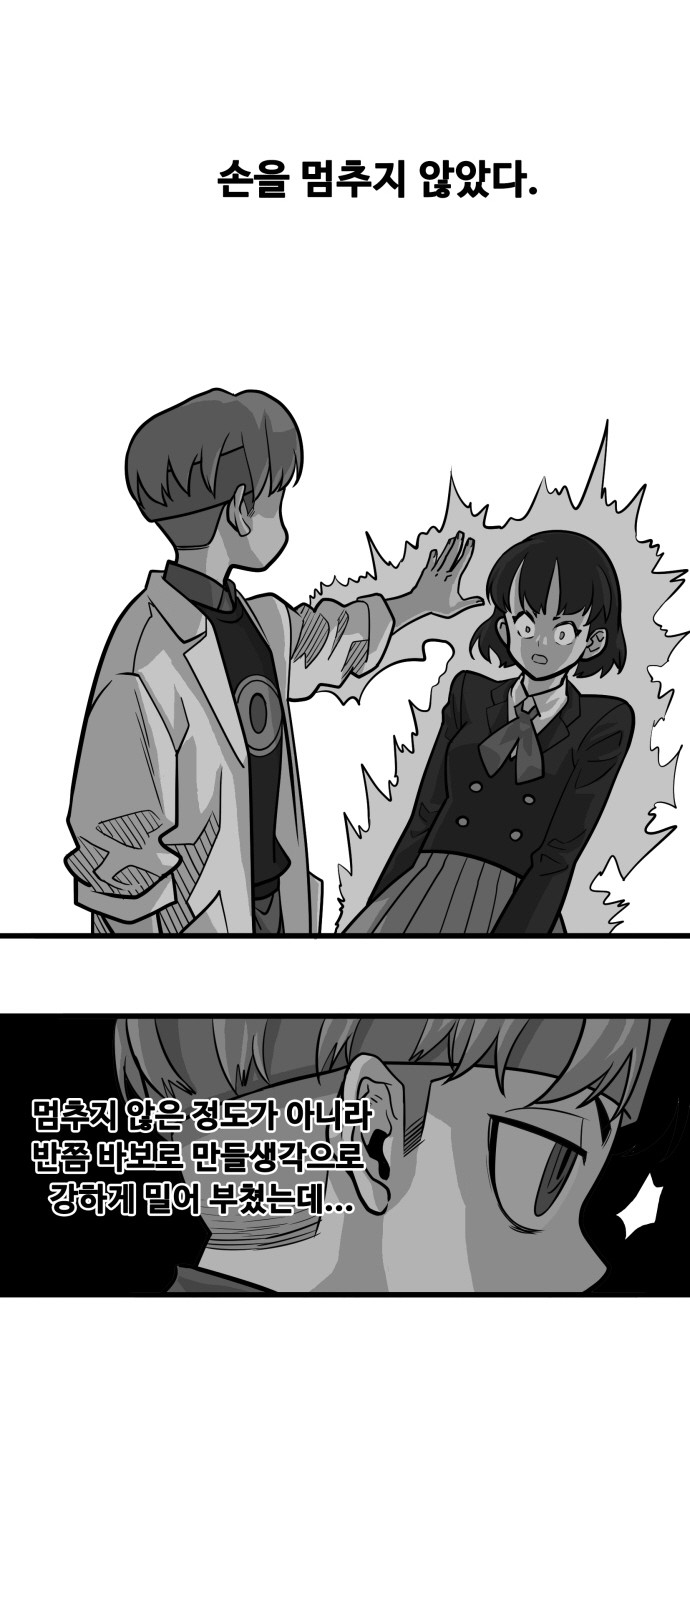 손을 멈추지 않았다.
멈추지 않은 정도가 아니라
반쯤 바보로 만들생각으로
강하게 밀어 부쳤는데...